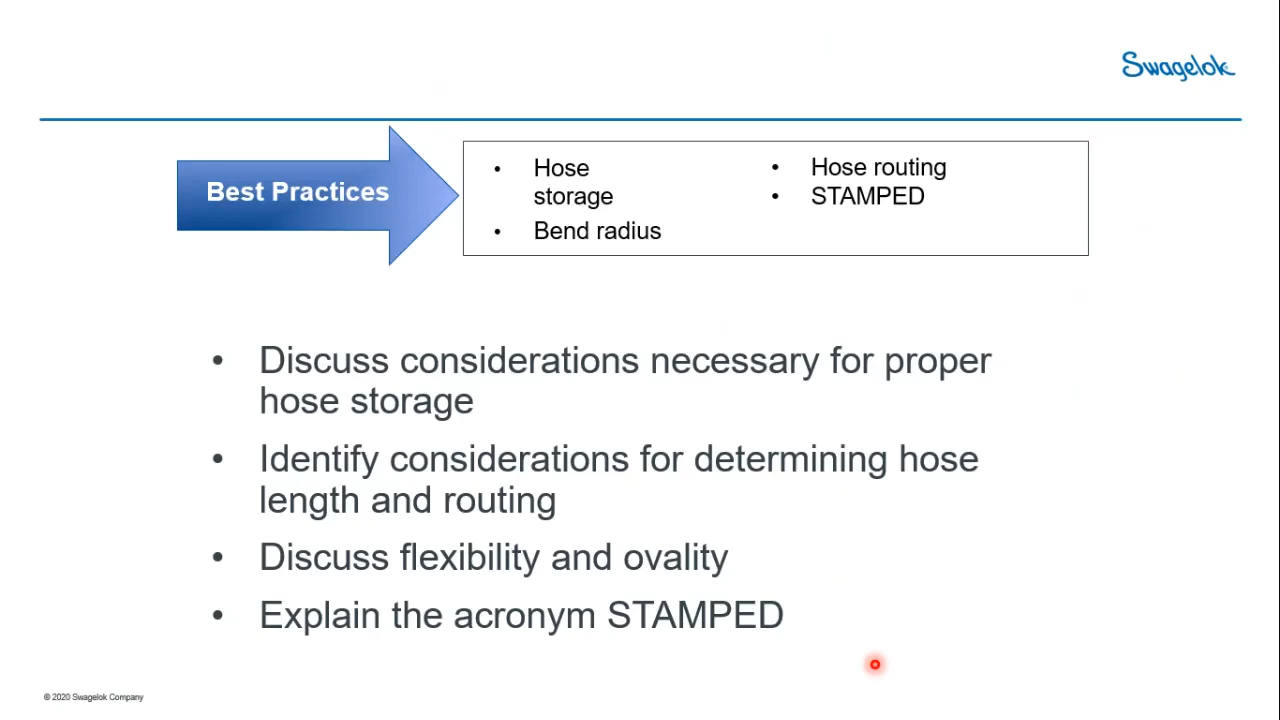 Swagelok
Best Practices
• Hose
storage
• Bend radius
• Hose routing
• STAMPED
• Discuss considerations necessary for proper
hose storage
• Identify considerations for determining hose
length and routing
• Discuss flexibility and ovality
• Explain the acronym STAMPED
© 2020 Swagelok Company